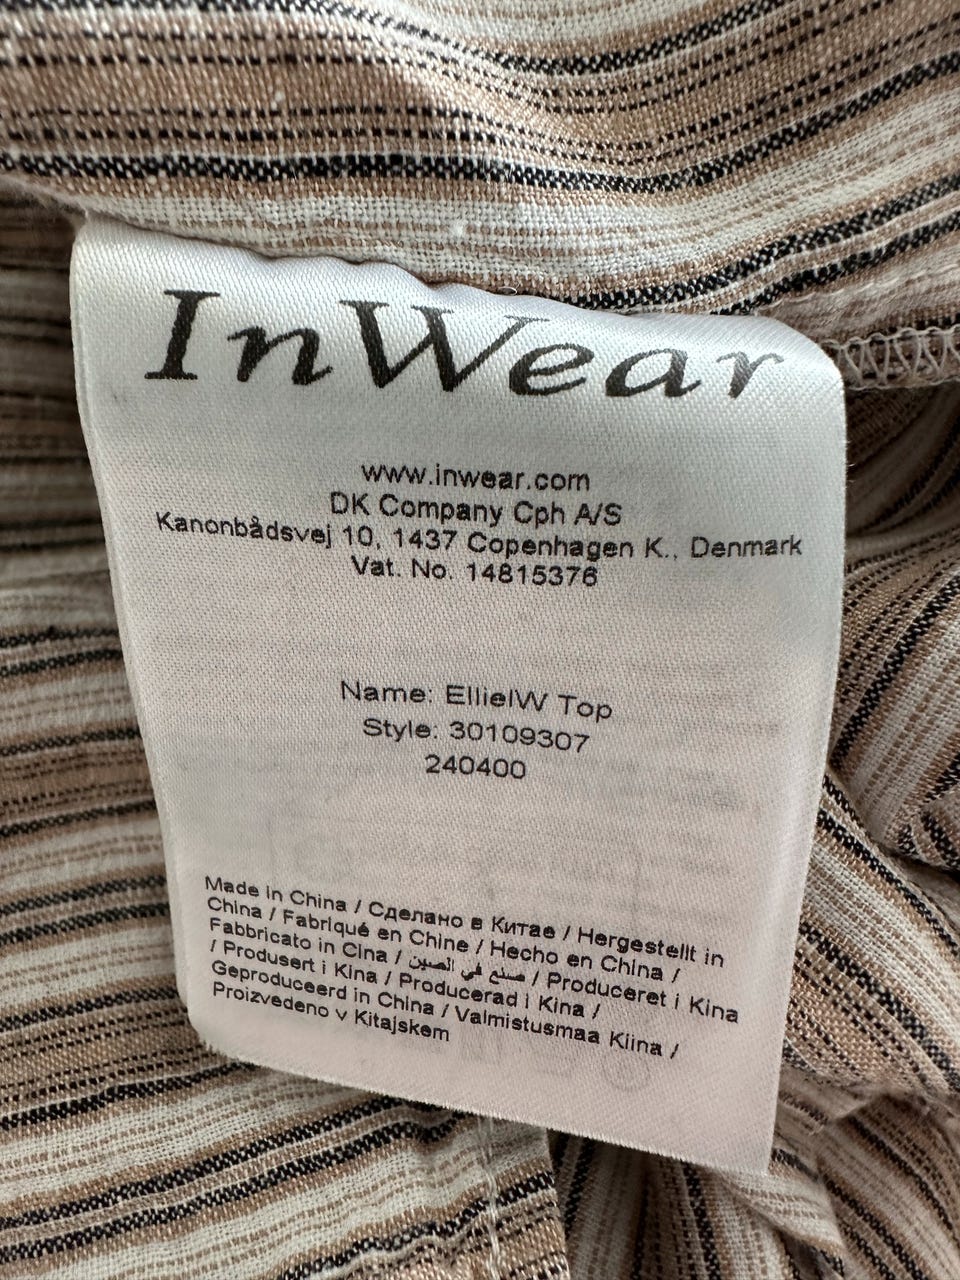 InWear
www.inwear.com
DK Company Cph A/S
Kanonbådsvej 10, 1437 Copenhagen K., Denmark
Vat. No. 14815376
Name: EllieIW Top
Style: 30109307
240400
Made in China / Сделано в Китае / Hergestellt in
China / Fabriqué en Chine / Hecho en China /
Fabbricato in Cina / صنع في الصين / Produceret i Kina
/ Produsert i Kina / Producerad i Kina /
Geproduceerd in China / Valmistusmaa Kiina /
Proizvedeno v Kitajskem